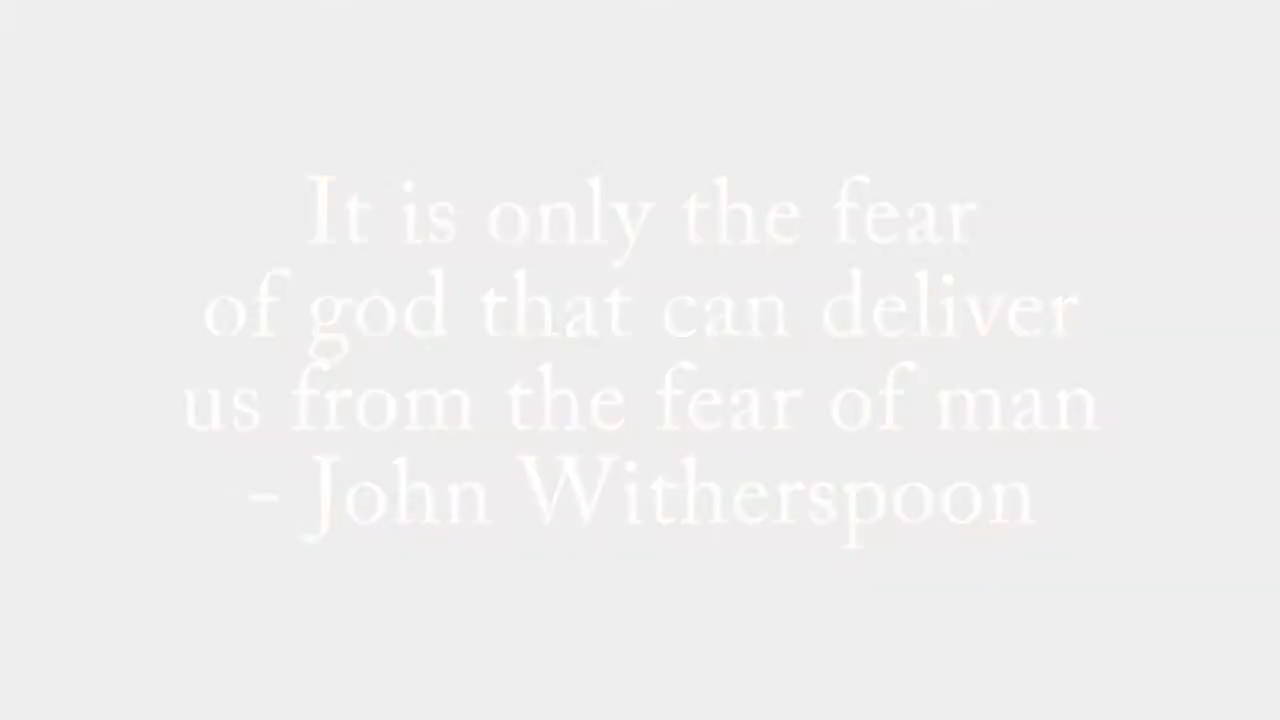 It is only the fear
of god that can deliver
us from the fear of man
- John Witherspoon